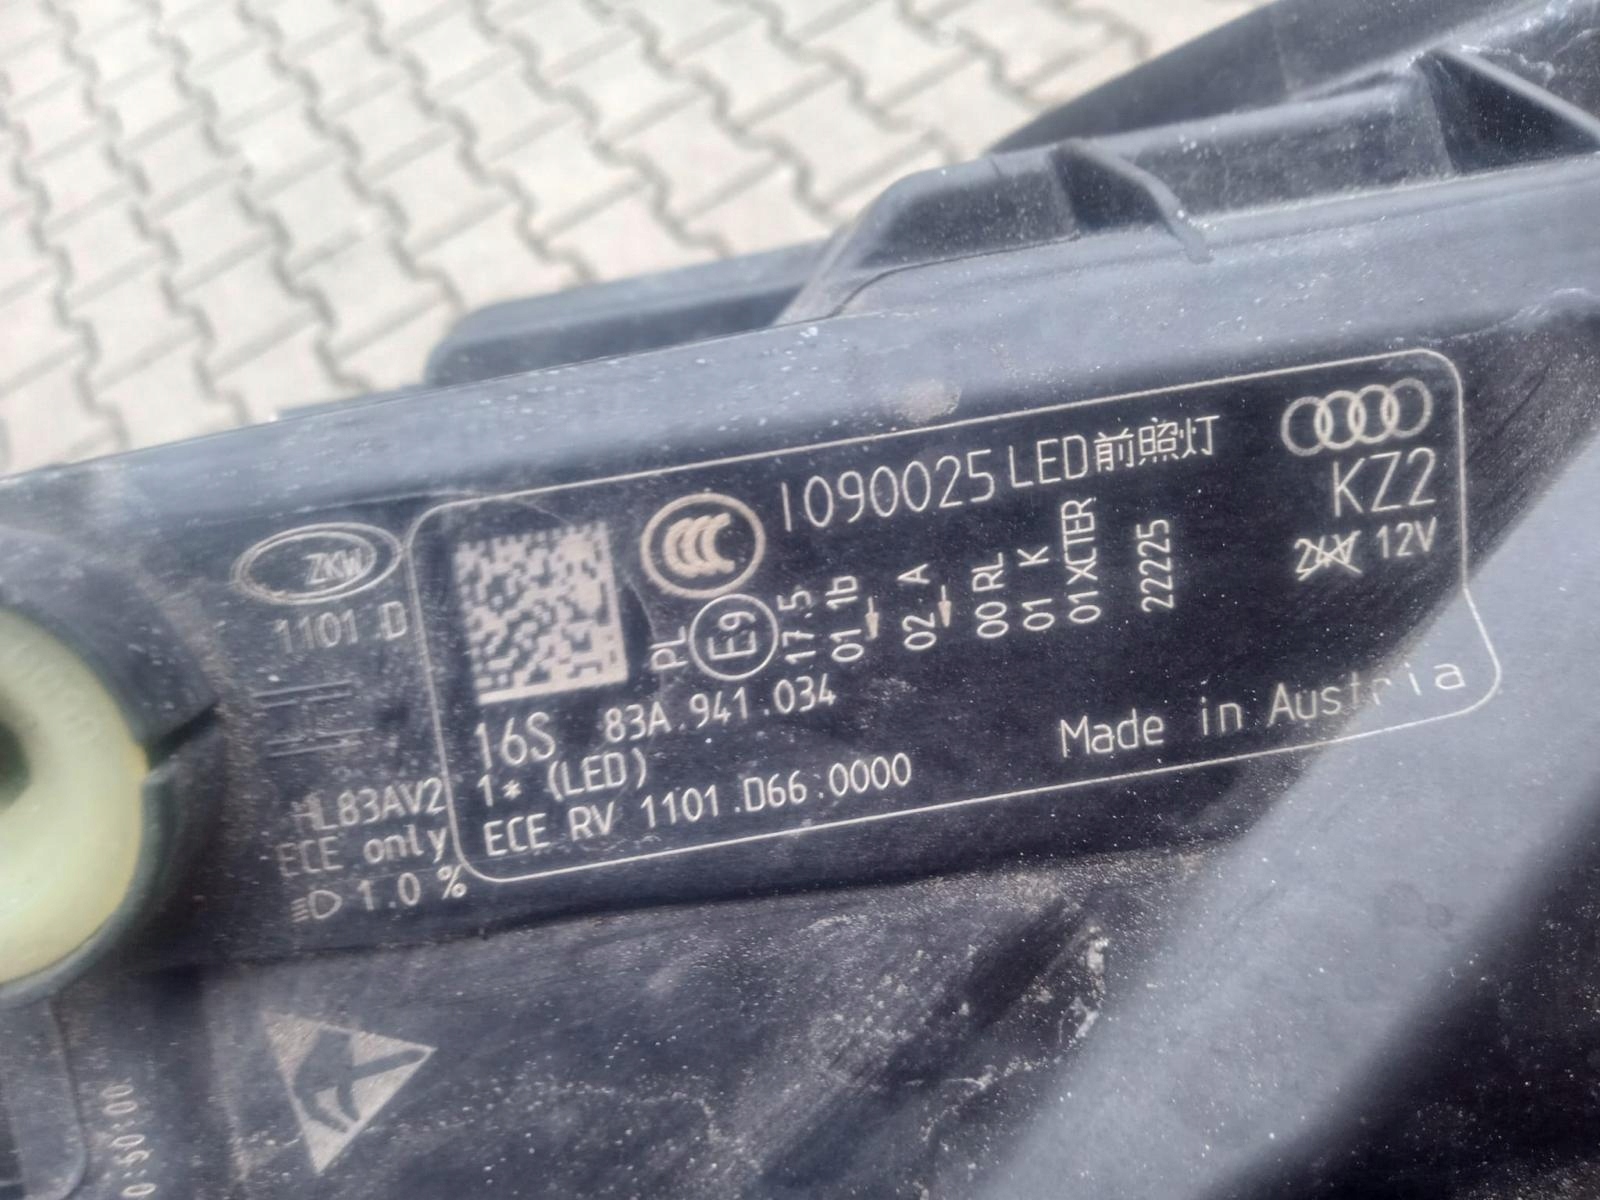 ZKW
1101.D
HL83AV2
ECE only
1.0 %
CCC
1090025 LED前照灯
KZ2
24V 12V
PL
E9
17.5
01 1b
02 A
00 RL
01 K
01 XCTER
22225
16S 83A.941.034
1* (LED)
ECE RV 1101.D66.0000
Made in Austria